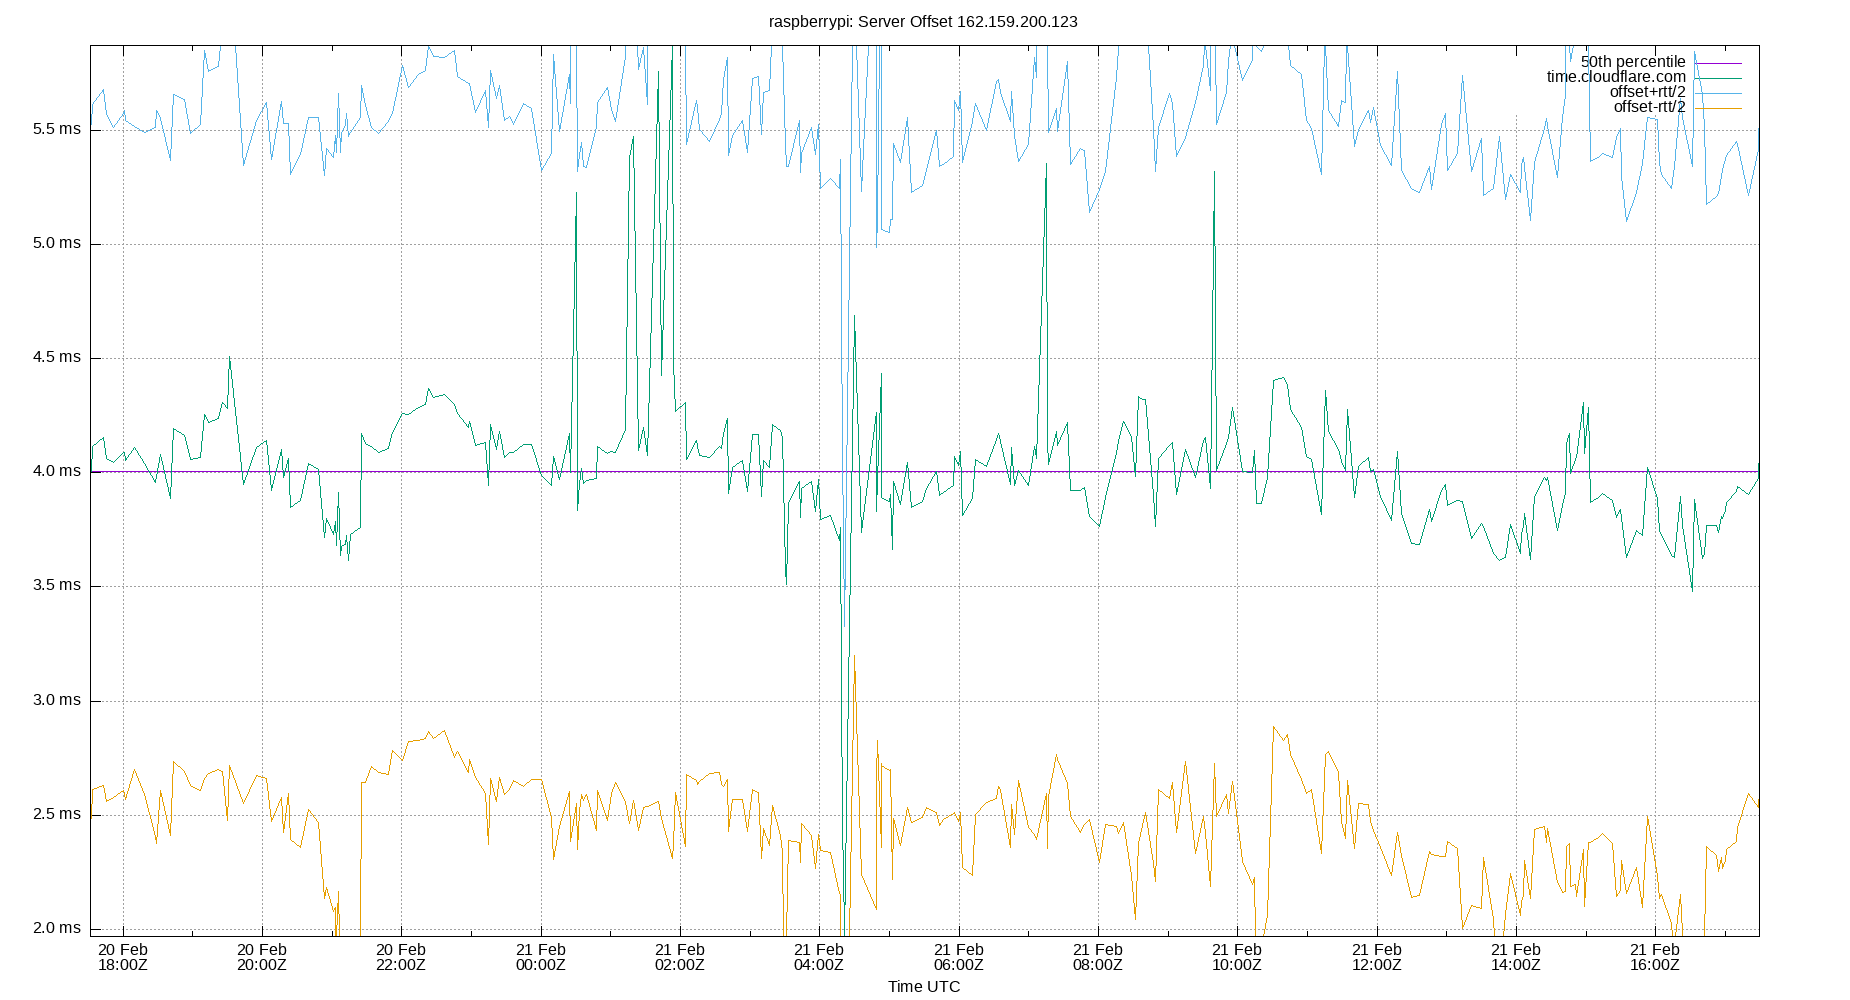 raspberrypi: Server Offset 162.159.200.123
50th percentile
time.cloudflare.com
offset+rtt/2
offset-rtt/2
5.5 ms
5.0 ms
4.5 ms
4.0 ms
3.5 ms
3.0 ms
2.5 ms
2.0 ms
20 Feb 20 Feb 20 Feb 21 Feb 21 Feb 21 Feb 21 Feb 21 Feb 21 Feb 21 Feb 21 Feb 21 Feb
18:00Z 20:00Z 22:00Z 00:00Z 02:00Z 04:00Z 06:00Z 08:00Z 10:00Z 12:00Z 14:00Z 16:00Z
Time UTC